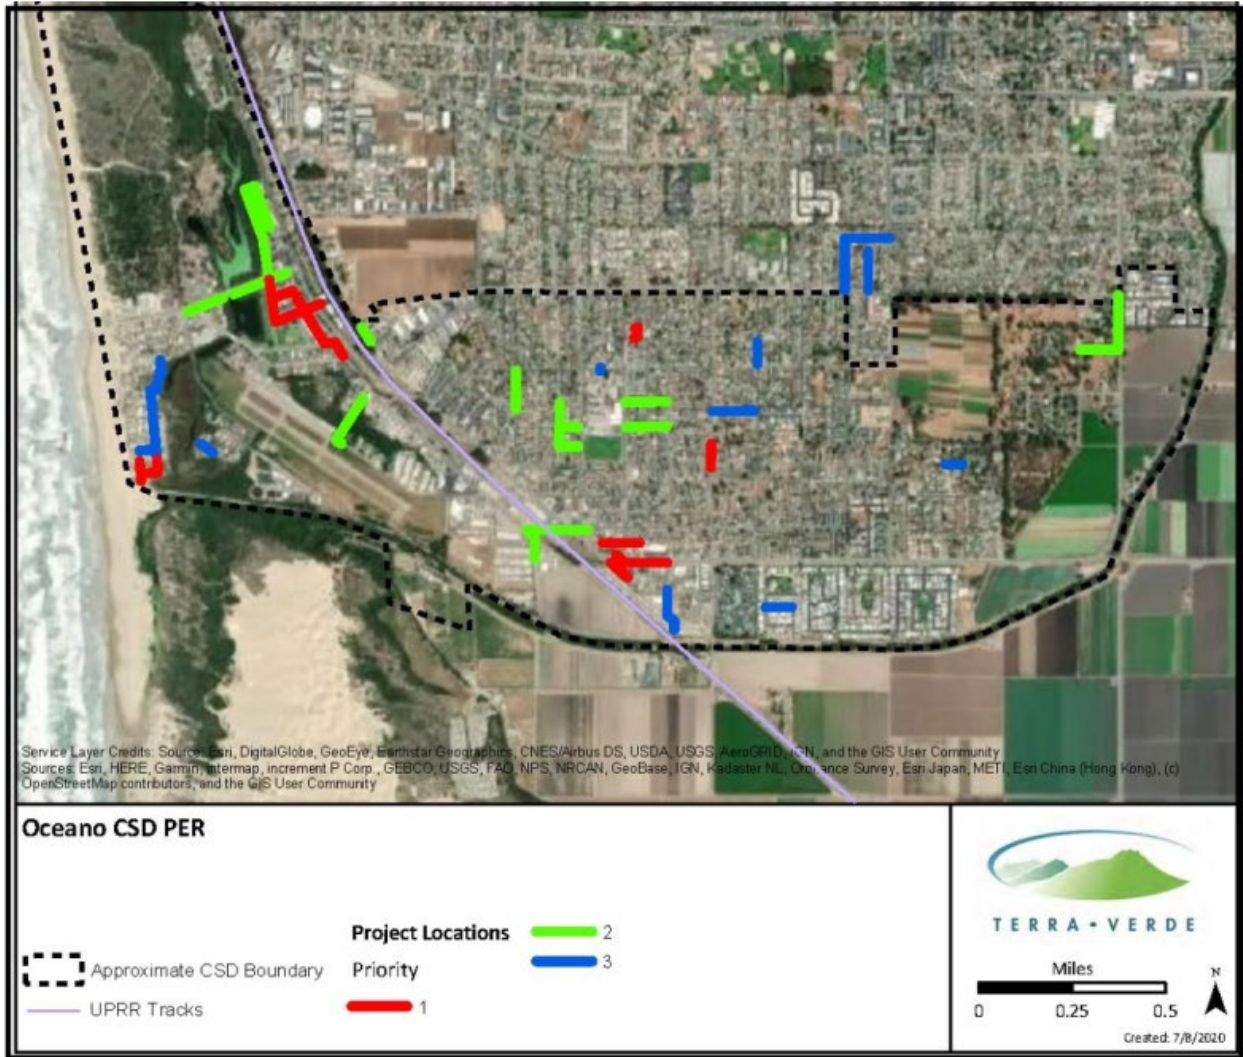 Service Layer Credits: Source: Esri, DigitalGlobe, GeoEye, Earthstar Geographics, CNES/Airbus DS, USDA, USGS, AeroGRID, IGN, and the GIS User Community
Sources: Esri, HERE, Garmin, Intermap, increment P Corp., GEBCO, USGS, FAO, NPS, NRCAN, GeoBase, IGN, Kadaster NL, Ordnance Survey, Esri Japan, METI, Esri China (Hong Kong), (c)
OpenStreetMap contributors, and the GIS User Community
Oceano CSD PER
Approximate CSD Boundary
UPRR Tracks
Project Locations
Priority
1
2
3
TERRA • VERDE
Miles
0 0.25 0.5
N
Created: 7/8/2020